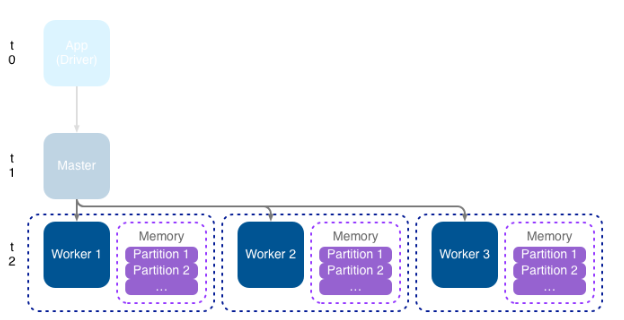 t
0
App
(Driver)
t
1
Master
t
2
Worker 1
Memory
Partition 1
Partition 2
...
Worker 2
Memory
Partition 1
Partition 2
...
Worker 3
Memory
Partition 1
Partition 2
...